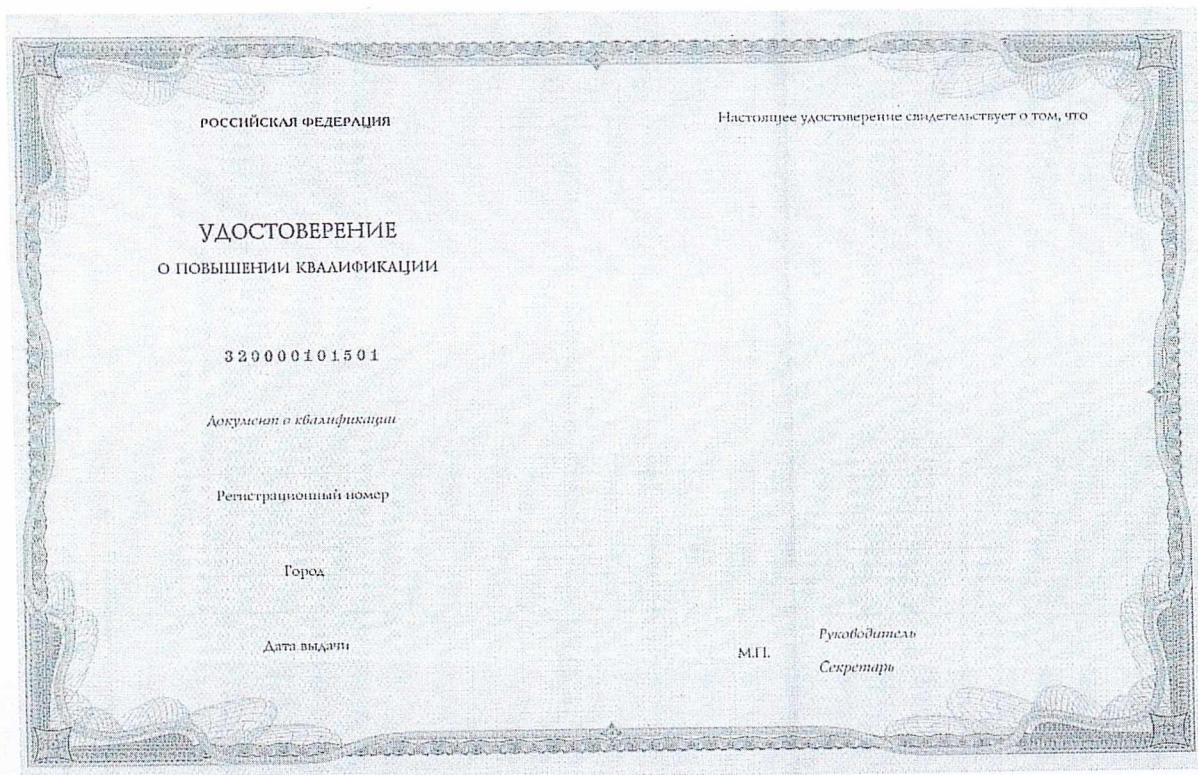 РОССИЙСКАЯ ФЕДЕРАЦИЯ
УДОСТОВЕРЕНИЕ
О ПОВЫШЕНИИ КВАЛИФИКАЦИИ
320000101501
Документ о квалификации
Регистрационный номер
Город
Дата выдачи
Настоящее удостоверение свидетельствует о том, что
М.П.
Руководитель
Секретарь